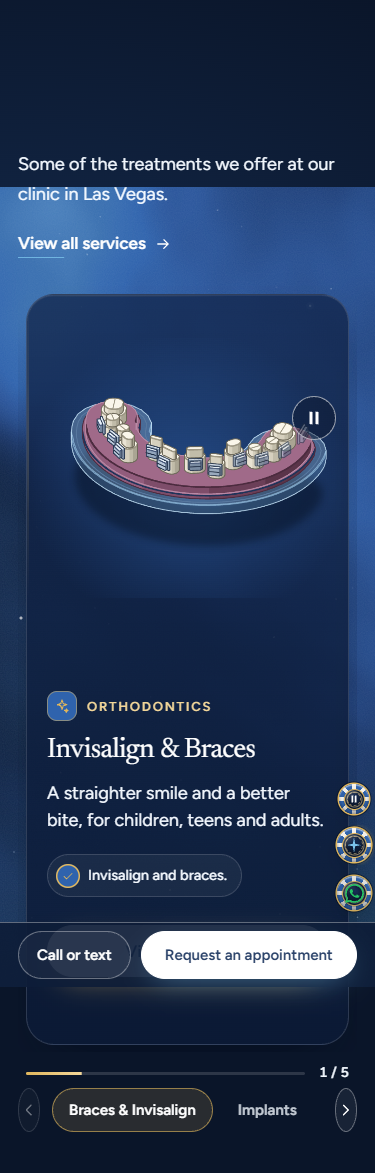 Some of the treatments we offer at our
clinic in Las Vegas.
View all services →
ORTHODONTICS
Invisalign & Braces
A straighter smile and a better
bite, for children, teens and adults.
Invisalign and braces.
Call or text
Request an appointment
1 / 5
Braces & Invisalign
Implants